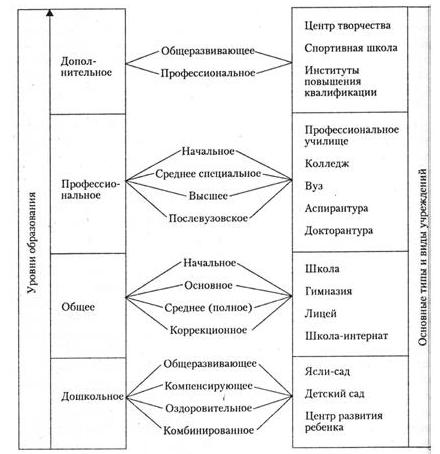 Уровни образования
Допол-
нительное
Общеразвивающее
Профессиональное
Центр творчества
Спортивная школа
Институты
повышения
квалификации
Профессио-
нальное
Начальное
Среднее специальное
Высшее
Послевузовское
Профессиональное
училище
Колледж
Вуз
Аспирантура
Докторантура
Общее
Начальное
Основное
Среднее (полное)
Коррекционное
Школа
Гимназия
Лицей
Школа-интернат
Дошкольное
Общеразвивающее
Компенсирующее
Оздоровительное
Комбинированное
Ясли-сад
Детский сад
Центр развития
ребенка
Основные типы и виды учреждений